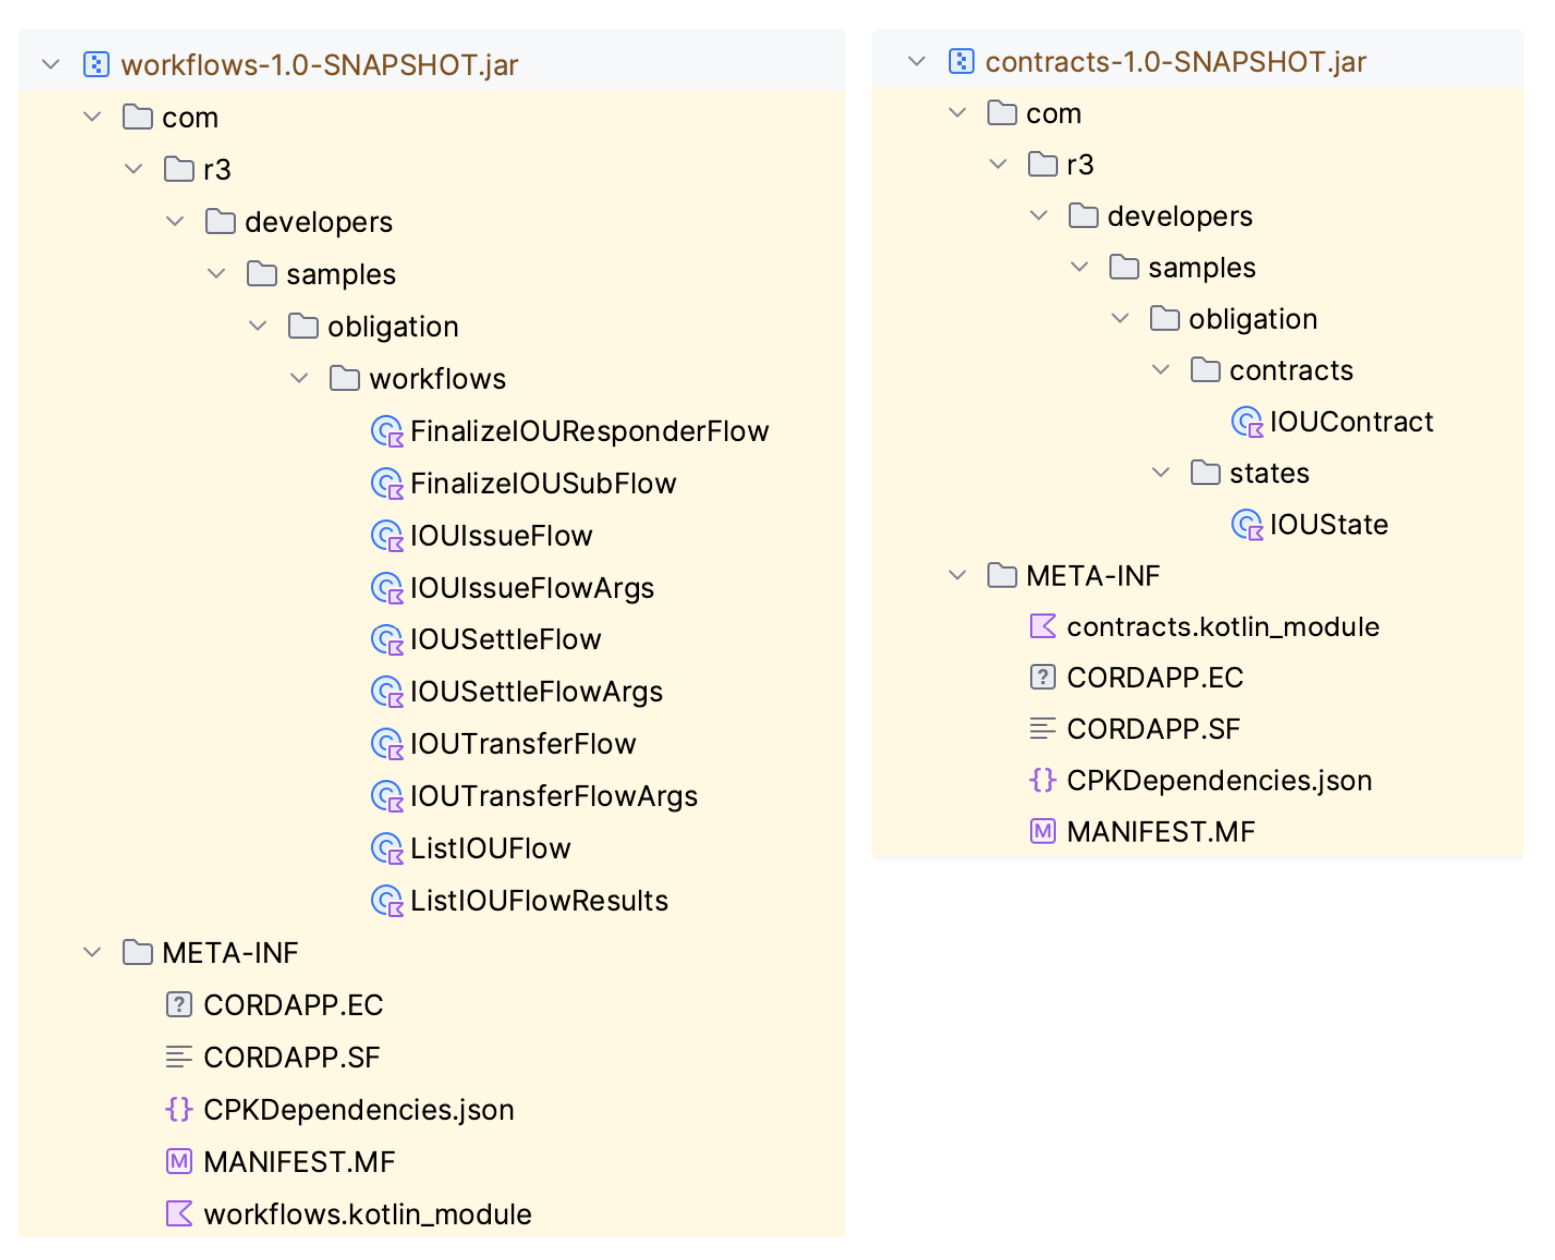 workflows-1.0-SNAPSHOT.jar
com
r3
developers
samples
obligation
workflows
FinalizeIOUResponderFlow
FinalizeIOUSubFlow
IOUIssueFlow
IOUIssueFlowArgs
IOUSettleFlow
IOUSettleFlowArgs
IOUTransferFlow
IOUTransferFlowArgs
ListIOUFlow
ListIOUFlowResults
META-INF
CORDAPP.EC
CORDAPP.SF
CPKDependencies.json
MANIFEST.MF
workflows.kotlin_module
contracts-1.0-SNAPSHOT.jar
com
r3
developers
samples
obligation
contracts
IOUContract
states
IOUState
META-INF
contracts.kotlin_module
CORDAPP.EC
CORDAPP.SF
CPKDependencies.json
MANIFEST.MF